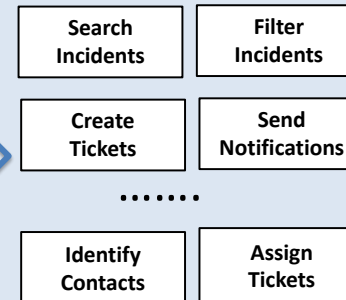 Search
Incidents
Filter
Incidents
Create
Tickets
Send
Notifications
.......
Identify
Contacts
Assign
Tickets